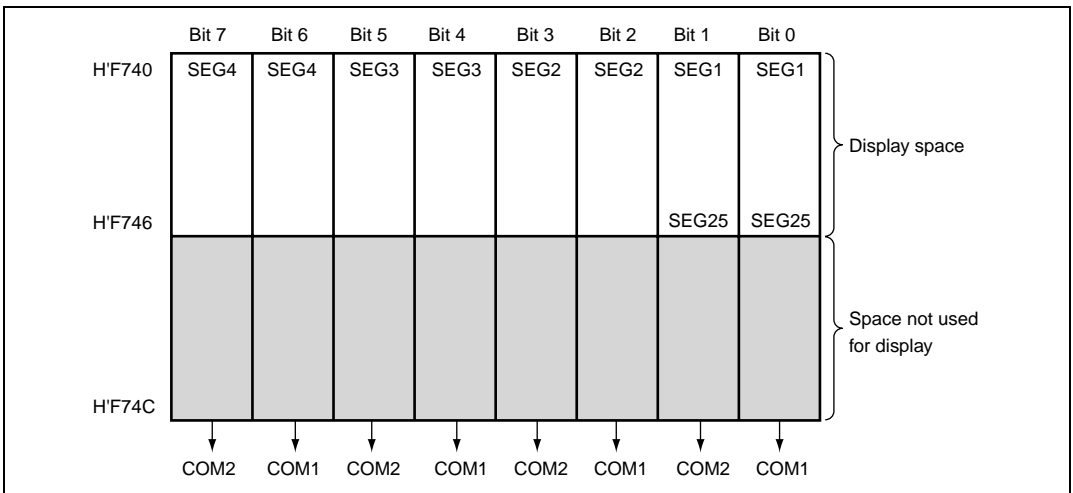 Bit 7 Bit 6 Bit 5 Bit 4 Bit 3 Bit 2 Bit 1 Bit 0
H'F740 SEG4 SEG4 SEG3 SEG3 SEG2 SEG2 SEG1 SEG1
Display space
H'F746 SEG25 SEG25
Space not used
for display
H'F74C
COM2 COM1 COM2 COM1 COM2 COM1 COM2 COM1